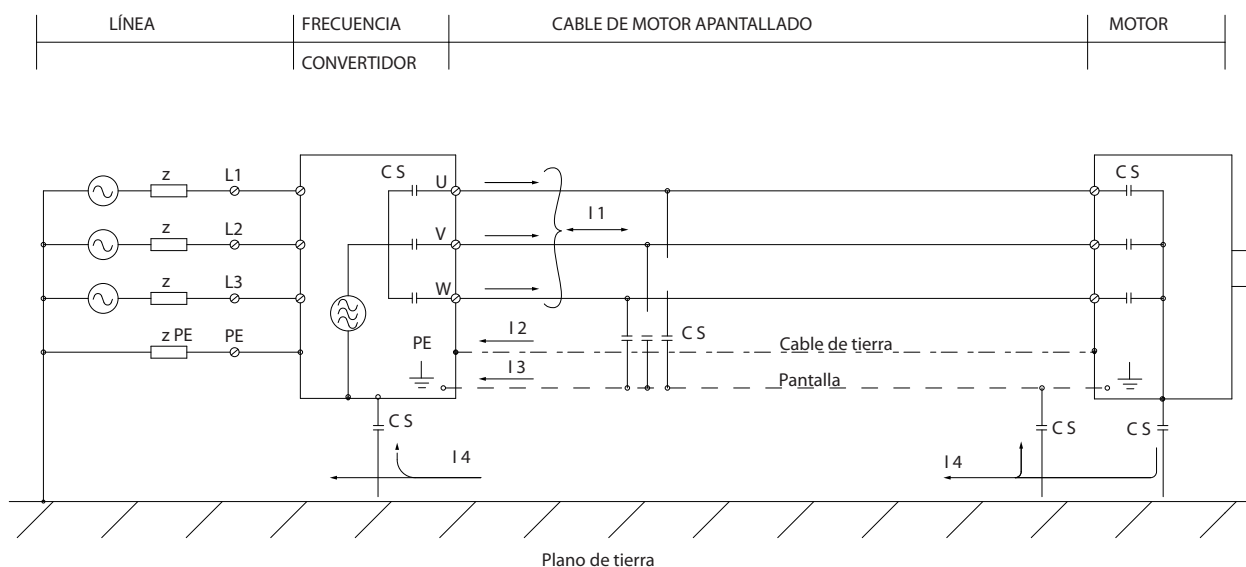 LÍNEA
FRECUENCIA
CONVERTIDOR
CABLE DE MOTOR APANTALLADO
MOTOR
z
L1
C S
U
C S
I 1
z
L2
V
z
L3
W
C S
z PE
PE
PE
I 2
Cable de tierra
I 3
Pantalla
C S
C S
C S
I 4
I 4
Plano de tierra